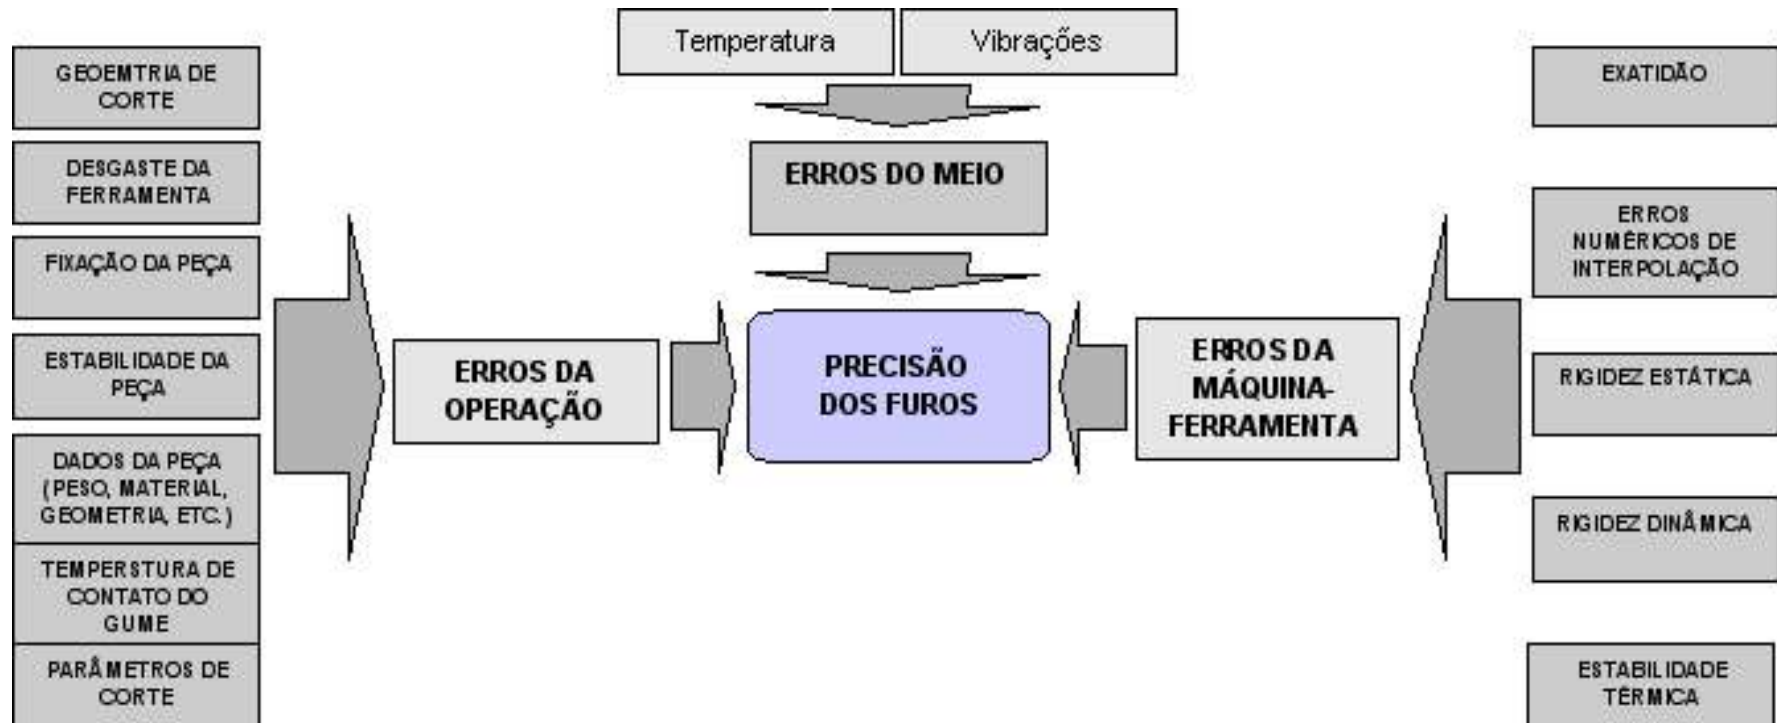 Temperatura
Vibrações
GEOEMTRIA DE
CORTE
DESGASTE DA
FERRAMENTA
FIXAÇÃO DA PEÇA
ESTABILIDADE DA
PEÇA
DADOS DA PEÇA
(PESO, MATERIAL,
GEOMETRIA, ETC.)
TEMPERSTURA DE
CONTATO DO
GUME
PARÂMETROS DE
CORTE
ERROS DA
OPERAÇÃO
ERROS DO MEIO
PRECISÃO
DOS FUROS
ERROS DA
MÁQUINA-
FERRAMENTA
EXATIDÃO
ERROS
NUMÉRICOS DE
INTERPOLAÇÃO
RIGIDEZ ESTÁTICA
RIGIDEZ DINÂMICA
ESTABILIDADE
TÉRMICA